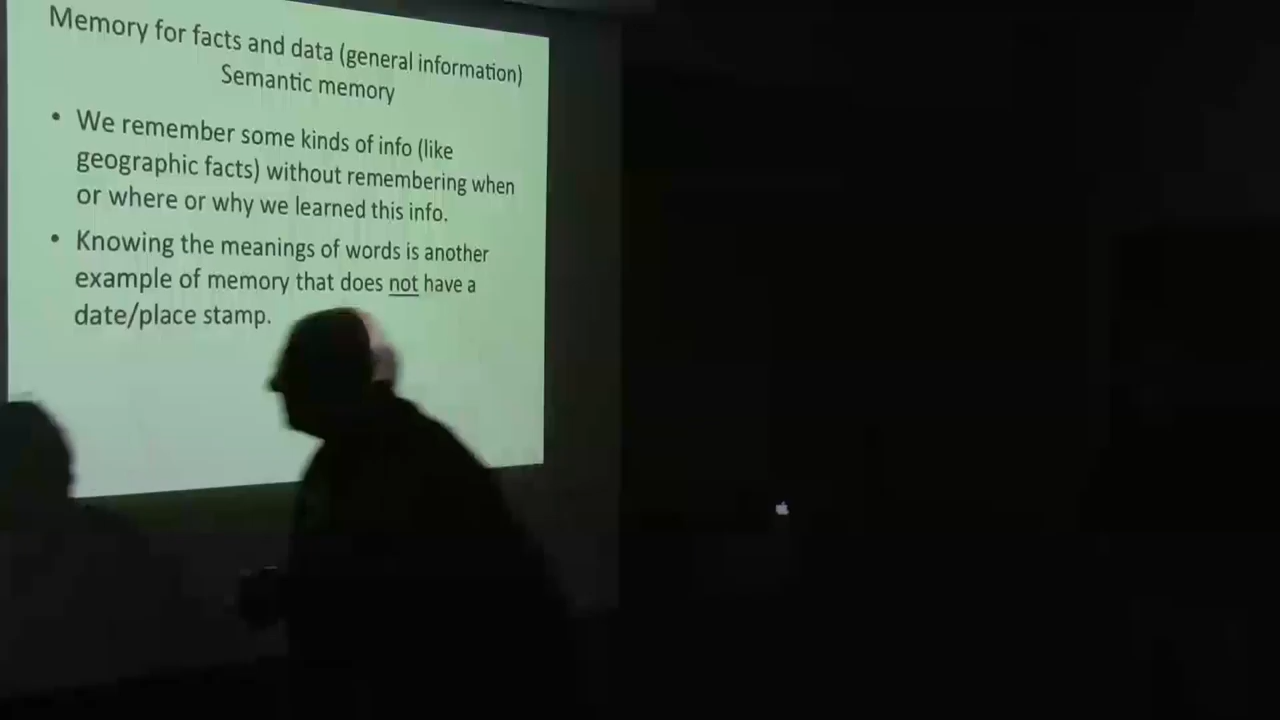 Memory for facts and data (general information)
Semantic memory
• We remember some kinds of info (like
geographic facts) without remembering when
or where or why we learned this info.
• Knowing the meanings of words is another
example of memory that does not have a
date/place stamp.